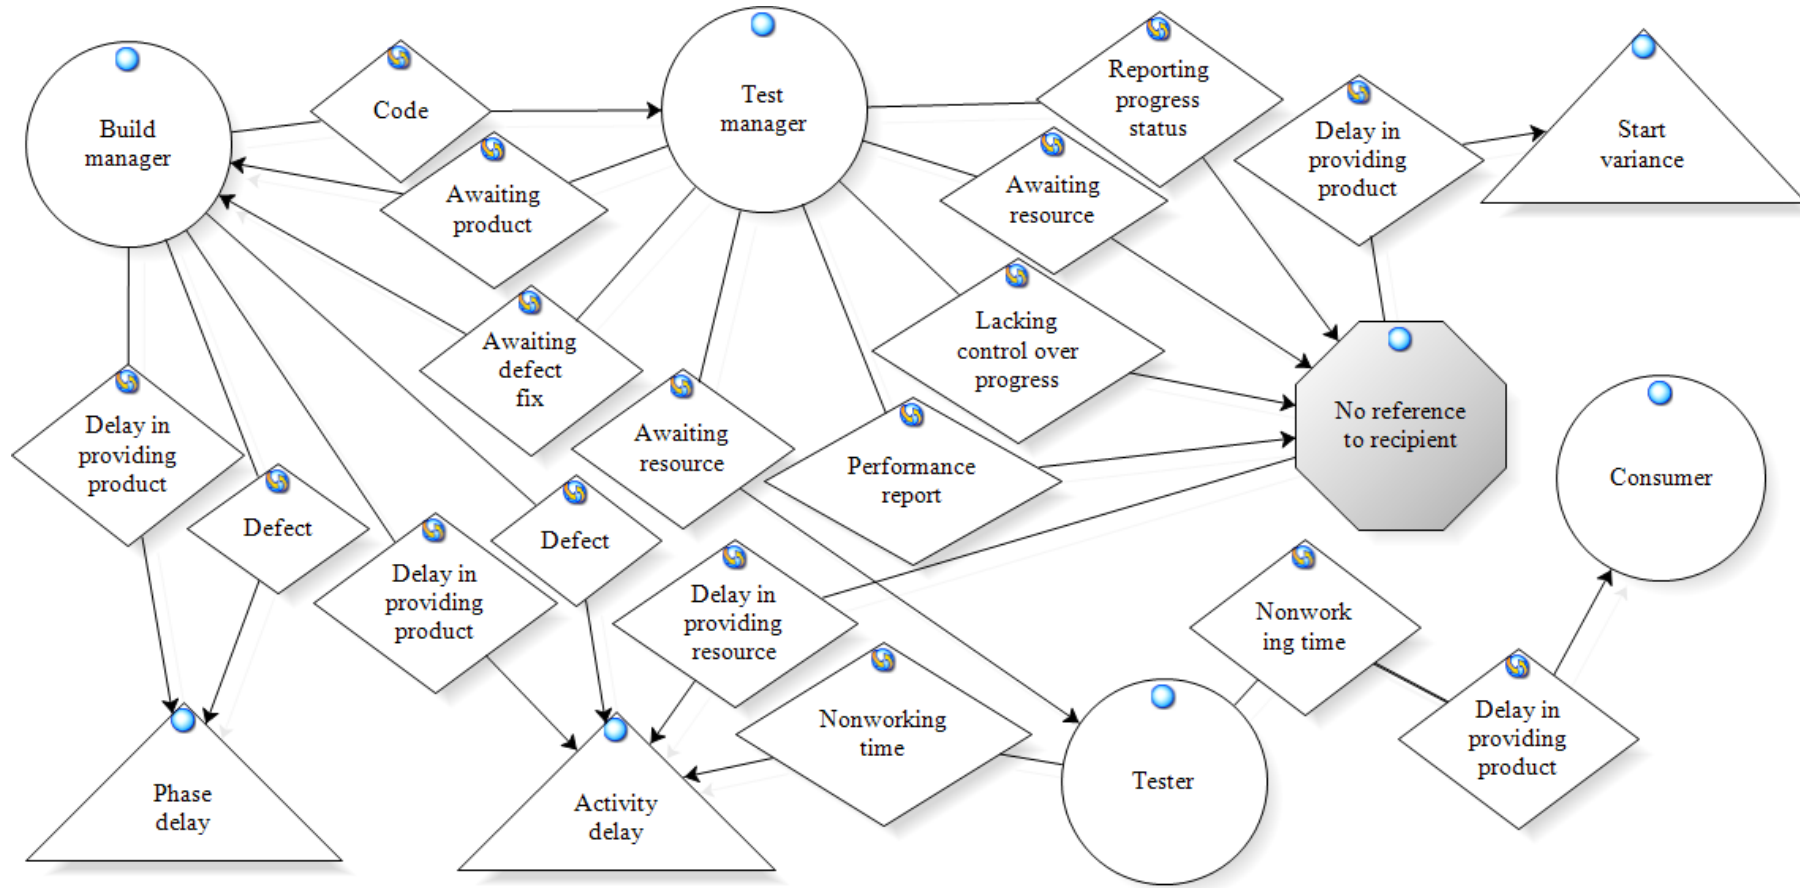 Build
manager
Code
Test
manager
Reporting
progress
status
Delay in
providing
product
Start
variance
Awaiting
product
Awaiting
resource
Awaiting
defect
fix
Lacking
control over
progress
Delay in
providing
product
Awaiting
resource
Performance
report
No reference
to recipient
Consumer
Defect
Delay in
providing
product
Defect
Delay in
providing
resource
Nonwork
ing time
Nonworking
time
Delay in
providing
product
Phase
delay
Activity
delay
Tester